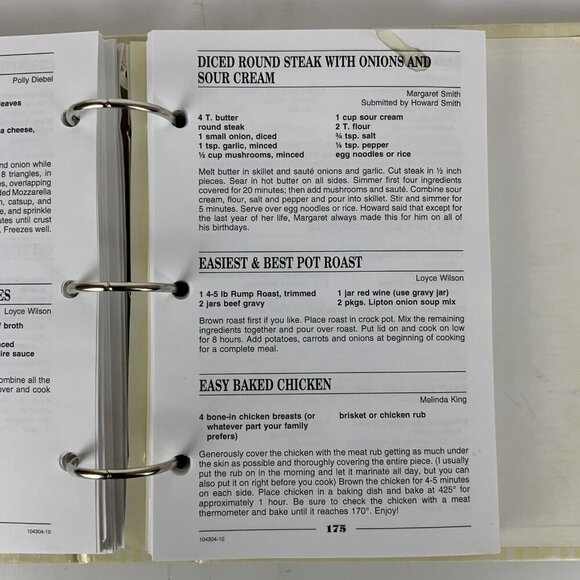 Polly Diebel
leaves
a cheese,
nd onion while
8 triangles, in
s, overlapping
ded Mozzarella
n, catsup, and
e, and sprinkle
utes until crust
. Freezes well.
ES
Loyce Wilson
f broth
nced
ire sauce
ombine all the
over and cook
104304-10
DICED ROUND STEAK WITH ONIONS AND
SOUR CREAM
Margaret Smith
Submitted by Howard Smith
4 T. butter
round steak
1 small onion, diced
1 tsp. garlic, minced
½ cup mushrooms, minced
1 cup sour cream
2 T. flour
¾ tsp. salt
¼ tsp. pepper
egg noodles or rice
Melt butter in skillet and sauté onions and garlic. Cut steak in ½ inch
pieces. Sear in hot butter on all sides. Simmer first four ingredients
covered for 20 minutes; then add mushrooms and sauté. Combine sour
cream, flour, salt and pepper and pour into skillet. Stir and simmer for
5 minutes. Serve over egg noodles or rice. Howard said that except for
the last year of her life, Margaret always made this for him on all of
his birthdays.
EASIEST & BEST POT ROAST
Loyce Wilson
1 4-5 lb Rump Roast, trimmed
2 jars beef gravy
1 jar red wine (use gravy jar)
2 pkgs. Lipton onion soup mix
Brown roast first if you like. Place roast in crock pot. Mix the remaining
ingredients together and pour over roast. Put lid on and cook on low
for 8 hours. Add potatoes, carrots and onions at beginning of cooking
for a complete meal.
EASY BAKED CHICKEN
Melinda King
4 bone-in chicken breasts (or
whatever part your family
prefers)
brisket or chicken rub
Generously cover the chicken with the meat rub getting as much under
the skin as possible and thoroughly covering the entire piece. (I usually
put the rub on in the morning and let it marinate all day, but you can
also put it on right before you cook) Brown the chicken for 4-5 minutes
on each side. Place chicken in a baking dish and bake at 425° for
approximately 1 hour. Be sure to check the chicken with a meat
thermometer and bake until it reaches 170°. Enjoy!
104304-10
175